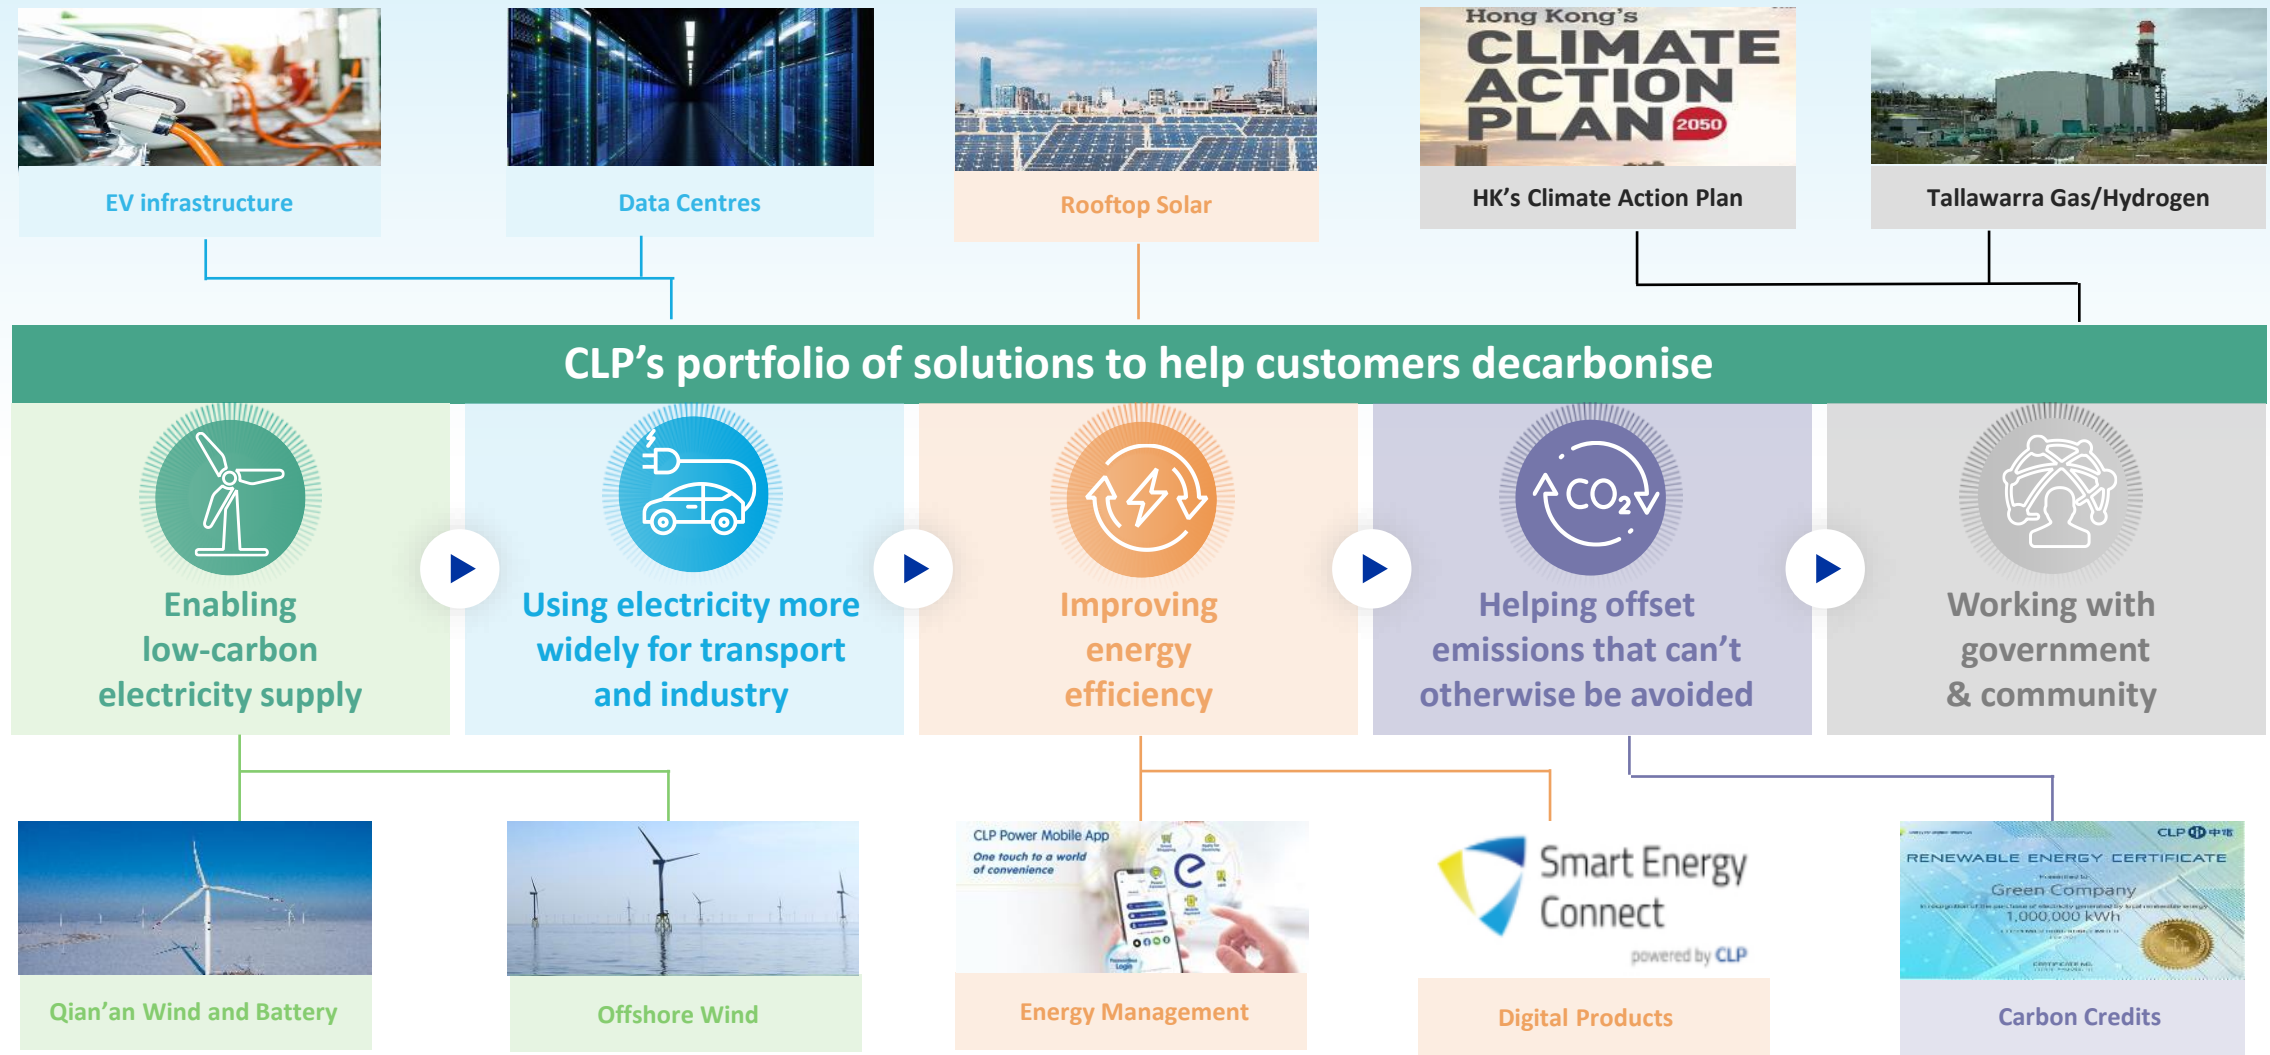 Hong Kong's
CLIMATE
ACTION
PLAN 2050
EV infrastructure
Data Centres
Rooftop Solar
HK's Climate Action Plan
Tallawarra Gas/Hydrogen
CLP's portfolio of solutions to help customers decarbonise
CO2
Enabling
low-carbon
electricity supply
Using electricity more
widely for transport
and industry
Improving
energy
efficiency
Helping offset
emissions that can't
otherwise be avoided
Working with
government
& community
CLP Power Mobile App
One touch to a world
of convenience
e
Login
Smart Energy
Connect
powered by CLP
CLP 中電
RENEWABLE ENERGY CERTIFICATE
Presented to
Green Company
1,000,000 kWh
Qian'an Wind and Battery
Offshore Wind
Energy Management
Digital Products
Carbon Credits